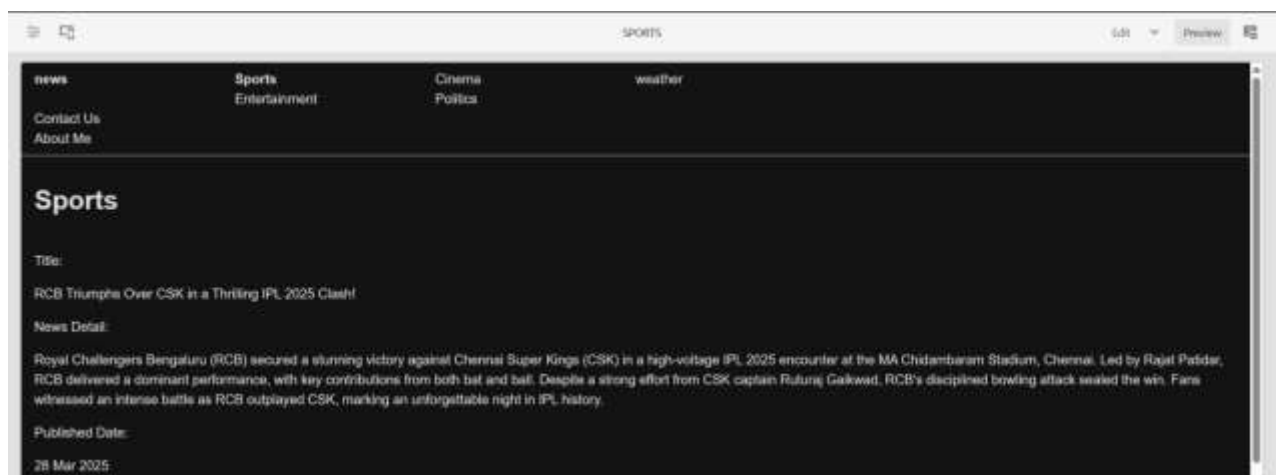 SPORTS
Edit
Preview
news Sports Cinema weather
Entertainment Politics
Contact Us
About Me
Sports
Title:
RCB Triumphs Over CSK in a Thrilling IPL 2025 Clash!
News Detail:
Royal Challengers Bengaluru (RCB) secured a stunning victory against Chennai Super Kings (CSK) in a high-voltage IPL 2025 encounter at the MA Chidambaram Stadium, Chennai. Led by Rajat Patidar,
RCB delivered a dominant performance, with key contributions from both bat and ball. Despite a strong effort from CSK captain Ruturaj Gaikwad, RCB's disciplined bowling attack sealed the win. Fans
witnessed an intense battle as RCB outplayed CSK, marking an unforgettable night in IPL history.
Published Date:
28 Mar 2025